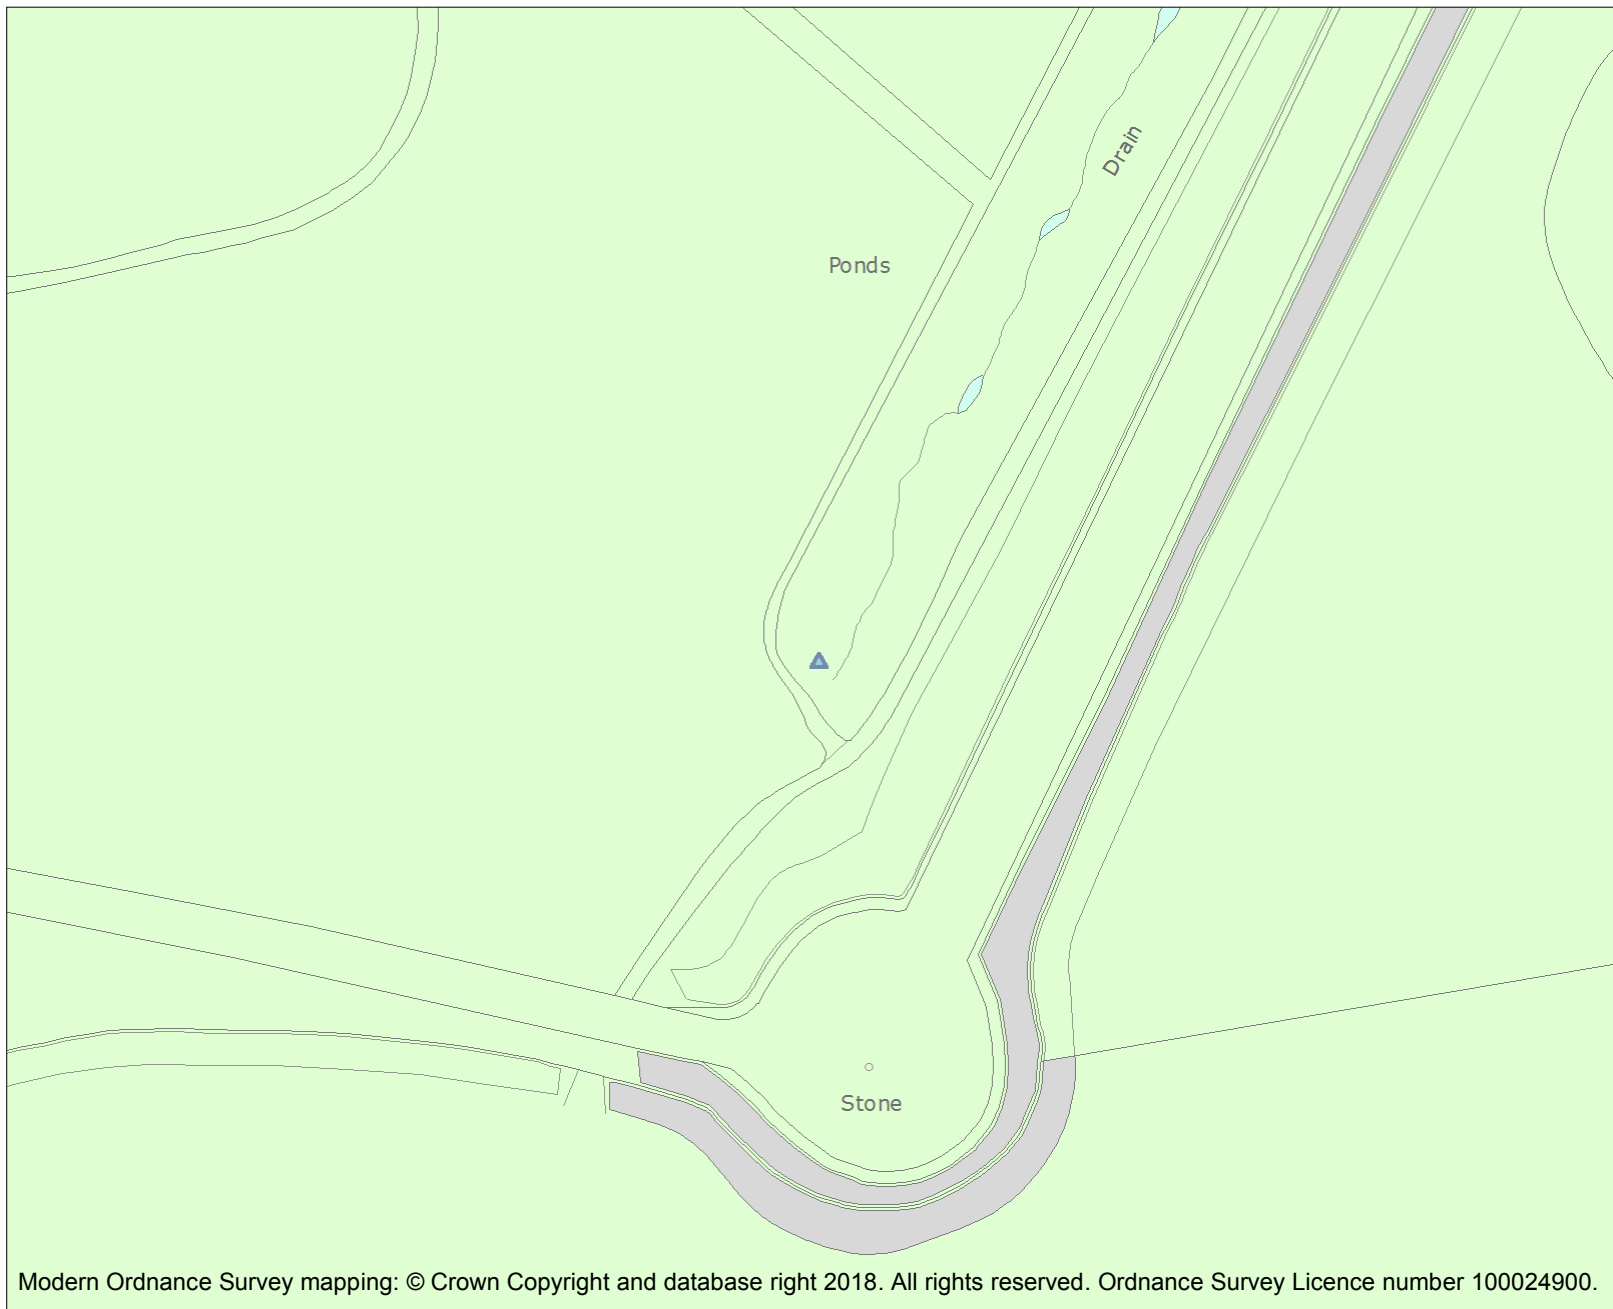 Drain
Ponds
Stone
Modern Ordnance Survey mapping: © Crown Copyright and database right 2018. All rights reserved. Ordnance Survey Licence number 100024900.